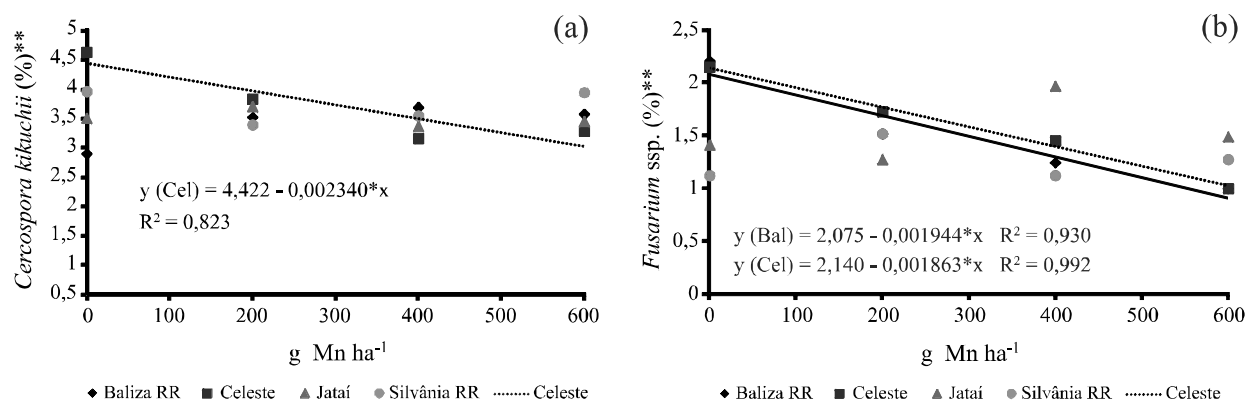 (a)
Cercospora kikuchii (%)**
5
4,5
4
3,5
3
2,5
2
1,5
1
0,5
y (Cel) = 4,422 - 0,002340*x
R² = 0,823
0 100 200 300 400 500 600
g Mn ha⁻¹
Baliza RR Celeste Jataí Silvânia RR Celeste
(b)
Fusarium ssp. (%)**
2,5
2
1,5
1
0,5
0
y (Bal) = 2,075 - 0,001944*x R² = 0,930
y (Cel) = 2,140 - 0,001863*x R² = 0,992
0 100 200 300 400 500 600
g Mn ha⁻¹
Baliza RR Celeste Jataí Silvânia RR Celeste